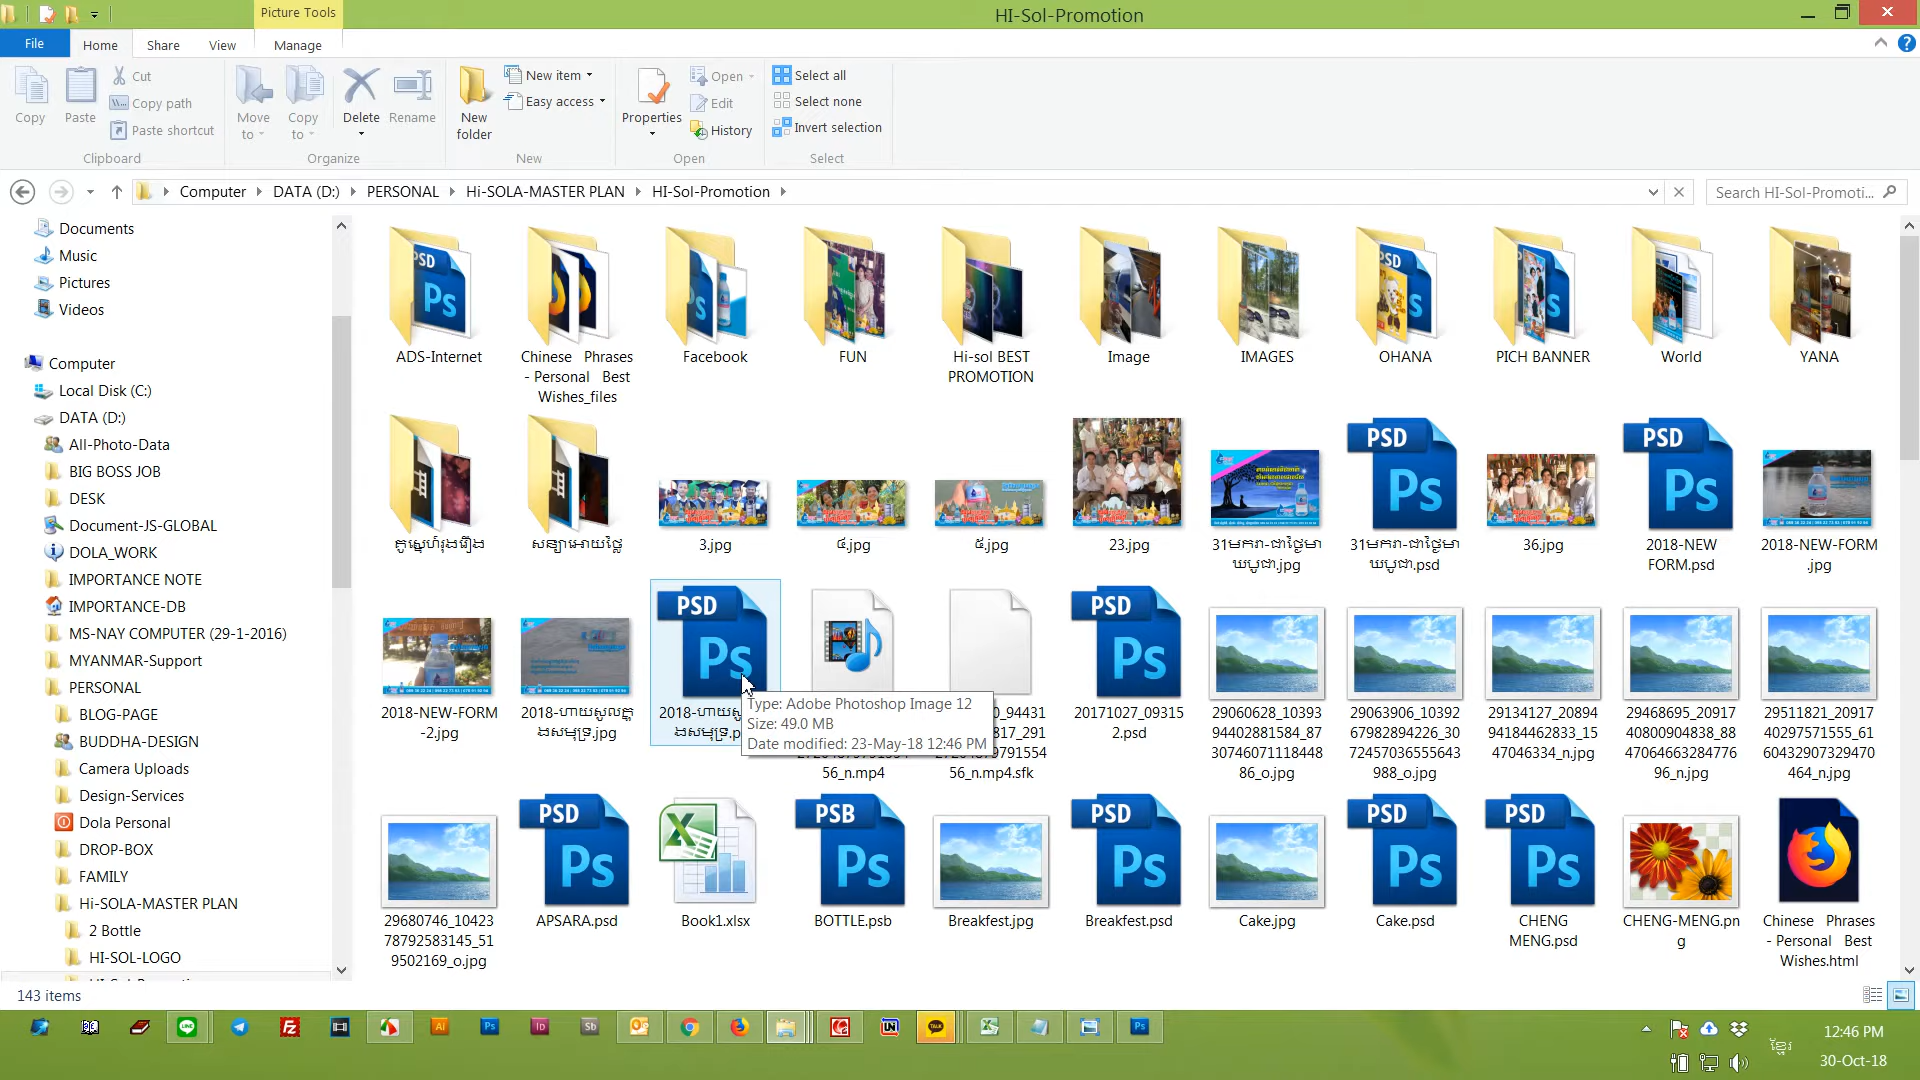 Picture Tools
HI-Sol-Promotion
File
Home
Share
View
Manage
Copy
Paste
Cut
Copy path
Paste shortcut
Move to
Copy to
Delete
Rename
New folder
New item
Easy access
Properties
Open
Edit
History
Select all
Select none
Invert selection
Clipboard
Organize
New
Open
Select
Computer
DATA (D:)
PERSONAL
Hi-SOLA-MASTER PLAN
HI-Sol-Promotion
Search HI-Sol-Promoti...
Documents
Music
Pictures
Videos
Computer
Local Disk (C:)
DATA (D:)
All-Photo-Data
BIG BOSS JOB
DESK
Document-JS-GLOBAL
DOLA_WORK
IMPORTANCE NOTE
IMPORTANCE-DB
MS-NAY COMPUTER (29-1-2016)
MYANMAR-Support
PERSONAL
BLOG-PAGE
BUDDHA-DESIGN
Camera Uploads
Design-Services
Dola Personal
DROP-BOX
FAMILY
Hi-SOLA-MASTER PLAN
2 Bottle
HI-SOL-LOGO
ADS-Internet
Chinese Phrases
- Personal Best
Wishes_files
Facebook
FUN
Hi-sol BEST
PROMOTION
Image
IMAGES
OHANA
PICH BANNER
World
YANA
គូស្នេហ៍រុងរឿង
សន្យាអោយថ្លៃ
3.jpg
៤.jpg
៥.jpg
23.jpg
31មករា-ជាថ្ងៃមា
ឃបូជា.jpg
31មករា-ជាថ្ងៃមា
ឃបូជា.psd
36.jpg
2018-NEW
FORM.psd
2018-NEW-FORM
.jpg
2018-NEW-FORM
-2.jpg
2018-ហាយសូលក្នុ
ងសមុទ្រ.jpg
2018-ហាយសូ
ងសមុទ្រ.p
Type: Adobe Photoshop Image 12
Size: 49.0 MB
Date modified: 23-May-18 12:46 PM
56_n.mp4
0_94431
817_291
791554
56_n.mp4.sfk
20171027_09315
2.psd
29060628_10393
94402881584_87
30746071118448
86_o.jpg
29063906_10392
67982894226_30
72457036555643
988_o.jpg
29134127_20894
94184462833_15
47046334_n.jpg
29468695_20917
40800904838_88
47064663284776
96_n.jpg
29511821_20917
40297571555_61
60432907329470
464_n.jpg
29680746_10423
78792583145_51
9502169_o.jpg
APSARA.psd
Book1.xlsx
BOTTLE.psb
Breakfest.jpg
Breakfest.psd
Cake.jpg
Cake.psd
CHENG
MENG.psd
CHENG-MENG.pn
g
Chinese Phrases
- Personal Best
Wishes.html
143 items
ខ្មែរ
12:46 PM
30-Oct-18